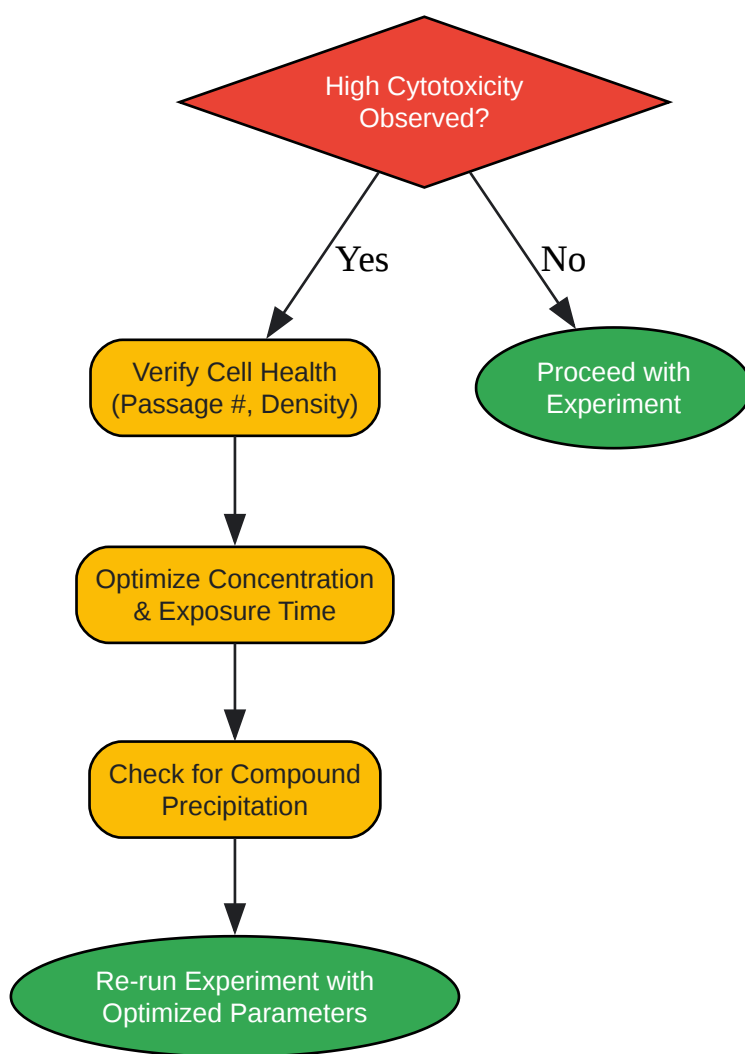 High Cytotoxicity
Observed?
Yes
No
Verify Cell Health
(Passage #, Density)
Proceed with
Experiment
Optimize Concentration
& Exposure Time
Check for Compound
Precipitation
Re-run Experiment with
Optimized Parameters